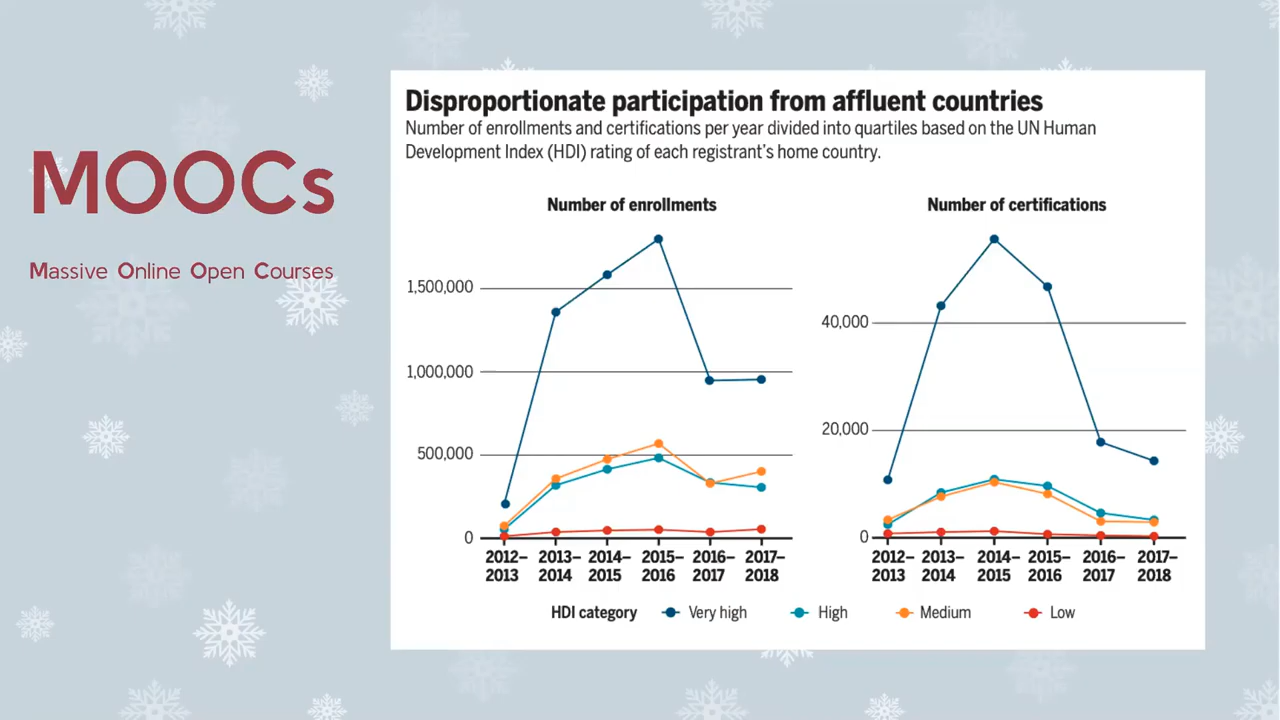 MOOCs
Massive Online Open Courses
Disproportionate participation from affluent countries
Number of enrollments and certifications per year divided into quartiles based on the UN Human
Development Index (HDI) rating of each registrant's home country.
Number of enrollments
1,500,000
1,000,000
500,000
0
2012– 2013– 2014– 2015– 2016– 2017–
2013 2014 2015 2016 2017 2018
Number of certifications
40,000
20,000
0
2012– 2013– 2014– 2015– 2016– 2017–
2013 2014 2015 2016 2017 2018
HDI category Very high High Medium Low